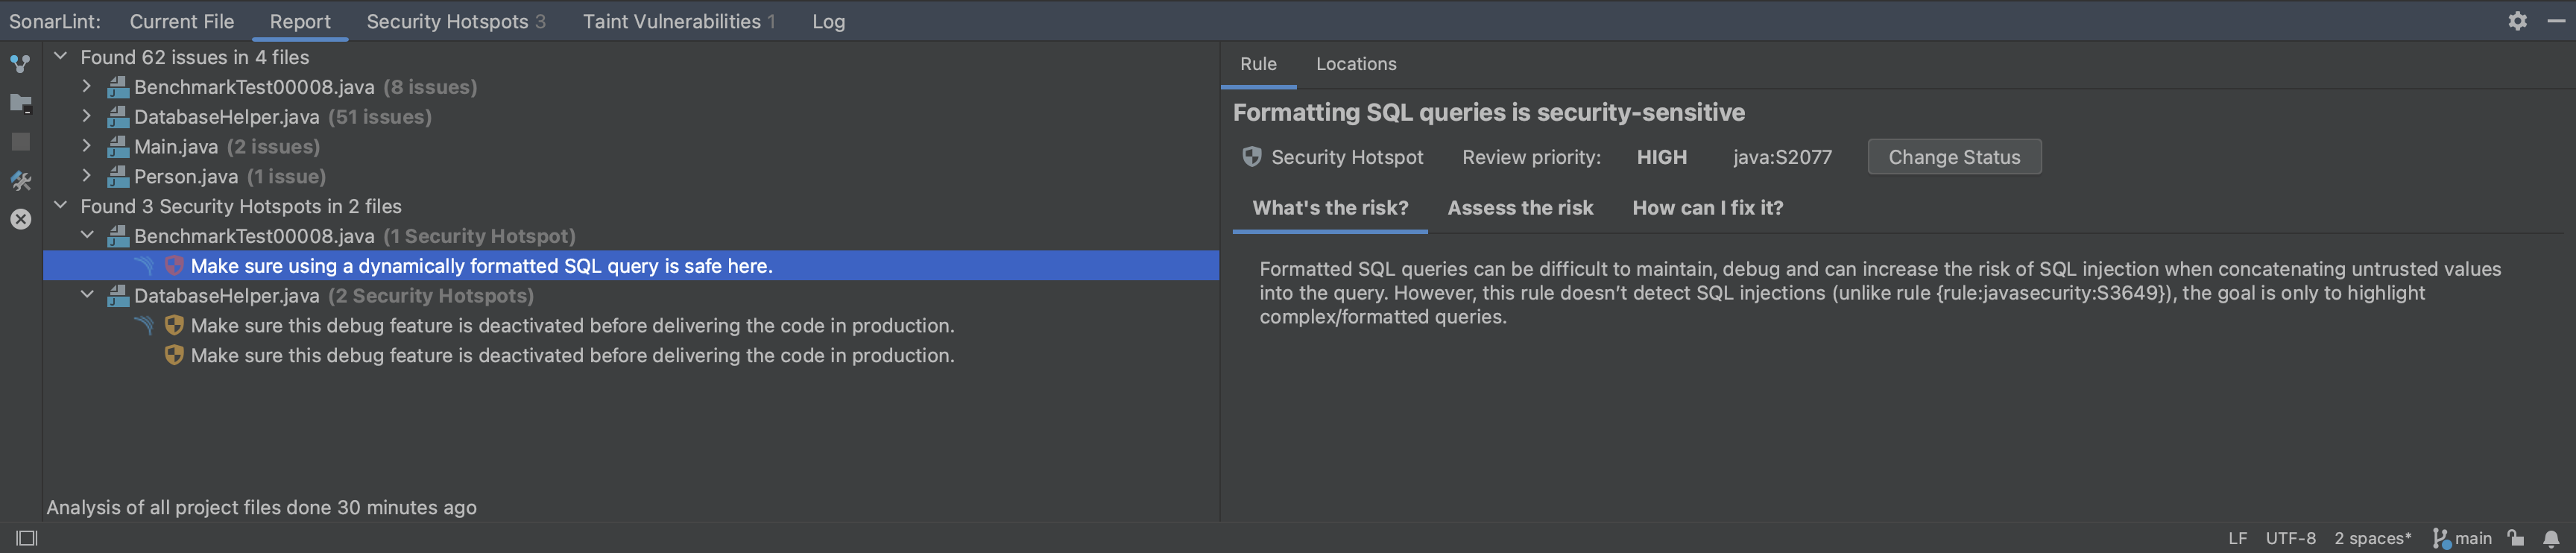 SonarLint: Current File Report Security Hotspots 3 Taint Vulnerabilities 1 Log
Found 62 issues in 4 files
BenchmarkTest00008.java (8 issues)
DatabaseHelper.java (51 issues)
Main.java (2 issues)
Person.java (1 issue)
Found 3 Security Hotspots in 2 files
BenchmarkTest00008.java (1 Security Hotspot)
Make sure using a dynamically formatted SQL query is safe here.
DatabaseHelper.java (2 Security Hotspots)
Make sure this debug feature is deactivated before delivering the code in production.
Make sure this debug feature is deactivated before delivering the code in production.
Analysis of all project files done 30 minutes ago
Rule Locations
Formatting SQL queries is security-sensitive
Security Hotspot Review priority: HIGH java:S2077 Change Status
What's the risk? Assess the risk How can I fix it?
Formatted SQL queries can be difficult to maintain, debug and can increase the risk of SQL injection when concatenating untrusted values
into the query. However, this rule doesn’t detect SQL injections (unlike rule {rule:javasecurity:S3649}), the goal is only to highlight
complex/formatted queries.
LF UTF-8 2 spaces* main